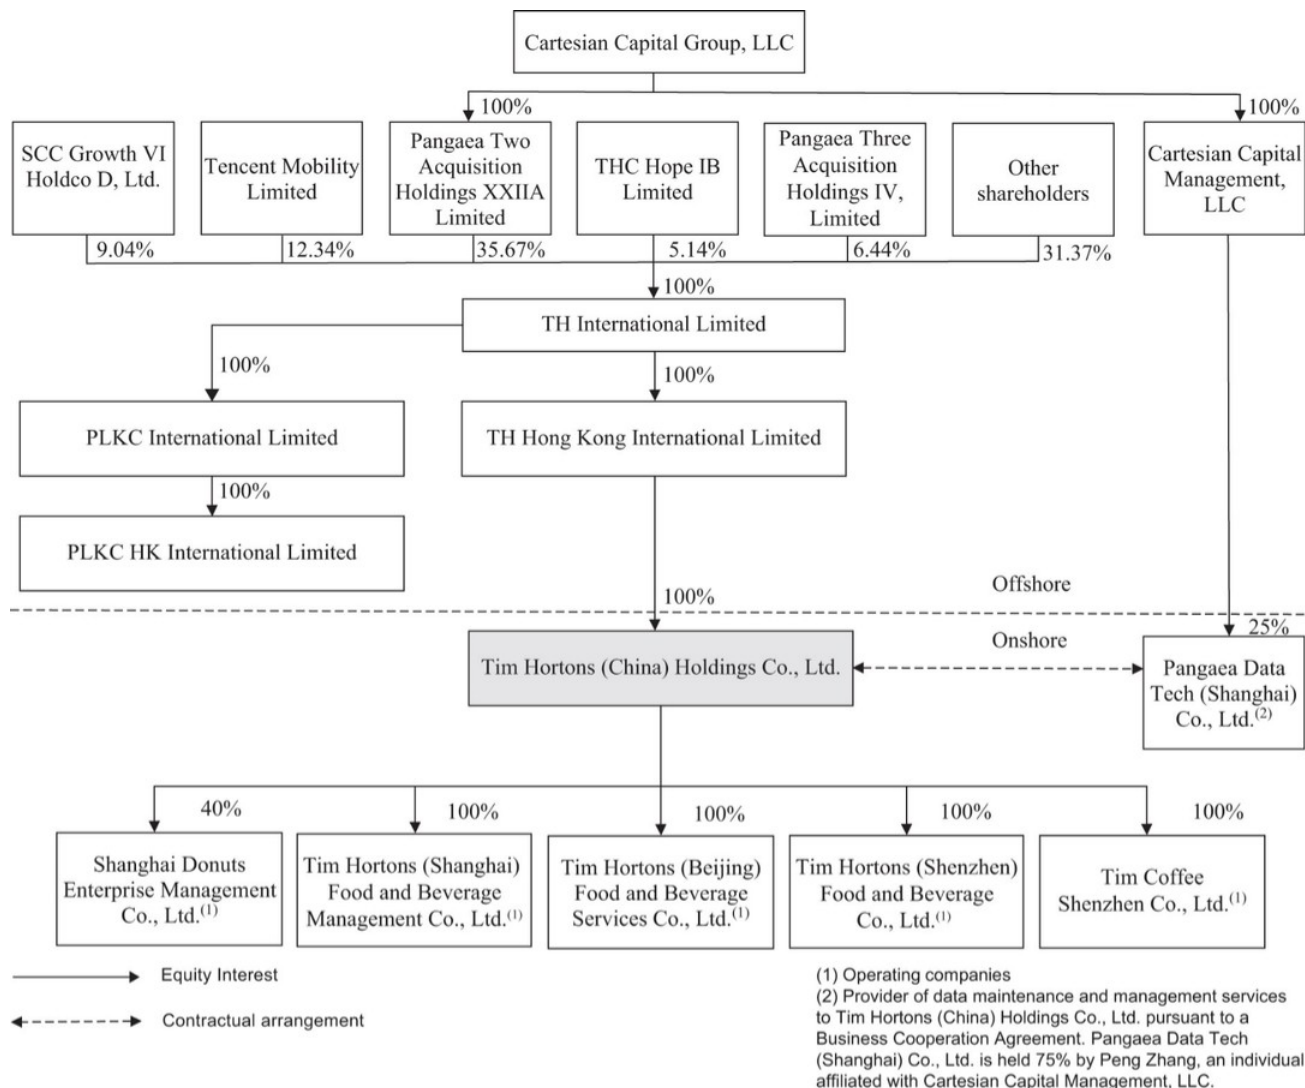 Cartesian Capital Group, LLC
100%
100%
SCC Growth VI
Holdco D, Ltd.
Tencent Mobility
Limited
Pangaea Two
Acquisition
Holdings XXIIA
Limited
THC Hope IB
Limited
Pangaea Three
Acquisition
Holdings IV,
Limited
Other
shareholders
Cartesian Capital
Management,
LLC
9.04%
12.34%
35.67%
5.14%
6.44%
31.37%
100%
TH International Limited
100%
100%
PLKC International Limited
TH Hong Kong International Limited
100%
PLKC HK International Limited
Offshore
100%
Onshore
25%
Tim Hortons (China) Holdings Co., Ltd.
Pangaea Data
Tech (Shanghai)
Co., Ltd.(2)
40%
100%
100%
100%
100%
Shanghai Donuts
Enterprise Management
Co., Ltd.(1)
Tim Hortons (Shanghai)
Food and Beverage
Management Co., Ltd.(1)
Tim Hortons (Beijing)
Food and Beverage
Services Co., Ltd.(1)
Tim Hortons (Shenzhen)
Food and Beverage
Co., Ltd.(1)
Tim Coffee
Shenzhen Co., Ltd.(1)
Equity Interest
Contractual arrangement
(1) Operating companies
(2) Provider of data maintenance and management services
to Tim Hortons (China) Holdings Co., Ltd. pursuant to a
Business Cooperation Agreement. Pangaea Data Tech
(Shanghai) Co., Ltd. is held 75% by Peng Zhang, an individual
affiliated with Cartesian Capital Management, LLC.